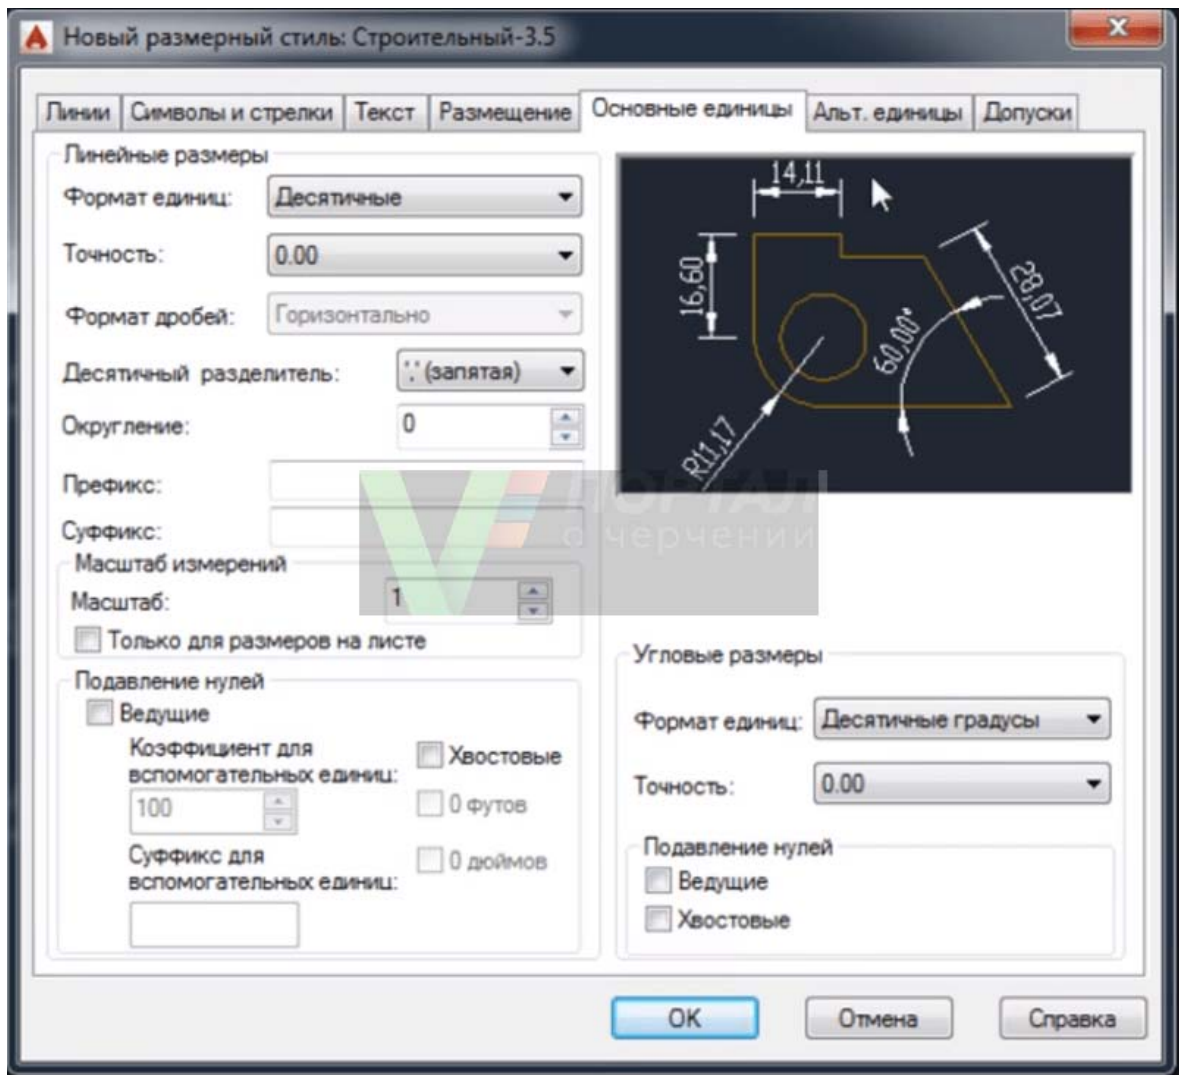 Новый размерный стиль: Строительный-3.5
Линии
Символы и стрелки
Текст
Размещение
Основные единицы
Альт. единицы
Допуски
Линейные размеры
Формат единиц:
Десятичные
Точность:
0.00
Формат дробей:
Горизонтально
Десятичный разделитель:
',' (запятая)
Округление:
0
Префикс:
Суффикс:
Масштаб измерений
Масштаб:
1
Только для размеров на листе
Подавление нулей
Ведущие
Коэффициент для
вспомогательных единиц:
100
Суффикс для
вспомогательных единиц:
Хвостовые
0 футов
0 дюймов
14,11
16,60
28,07
60,00°
R11,17
ПОРТАЛ
о черчении
Угловые размеры
Формат единиц:
Десятичные градусы
Точность:
0.00
Подавление нулей
Ведущие
Хвостовые
OK
Отмена
Справка